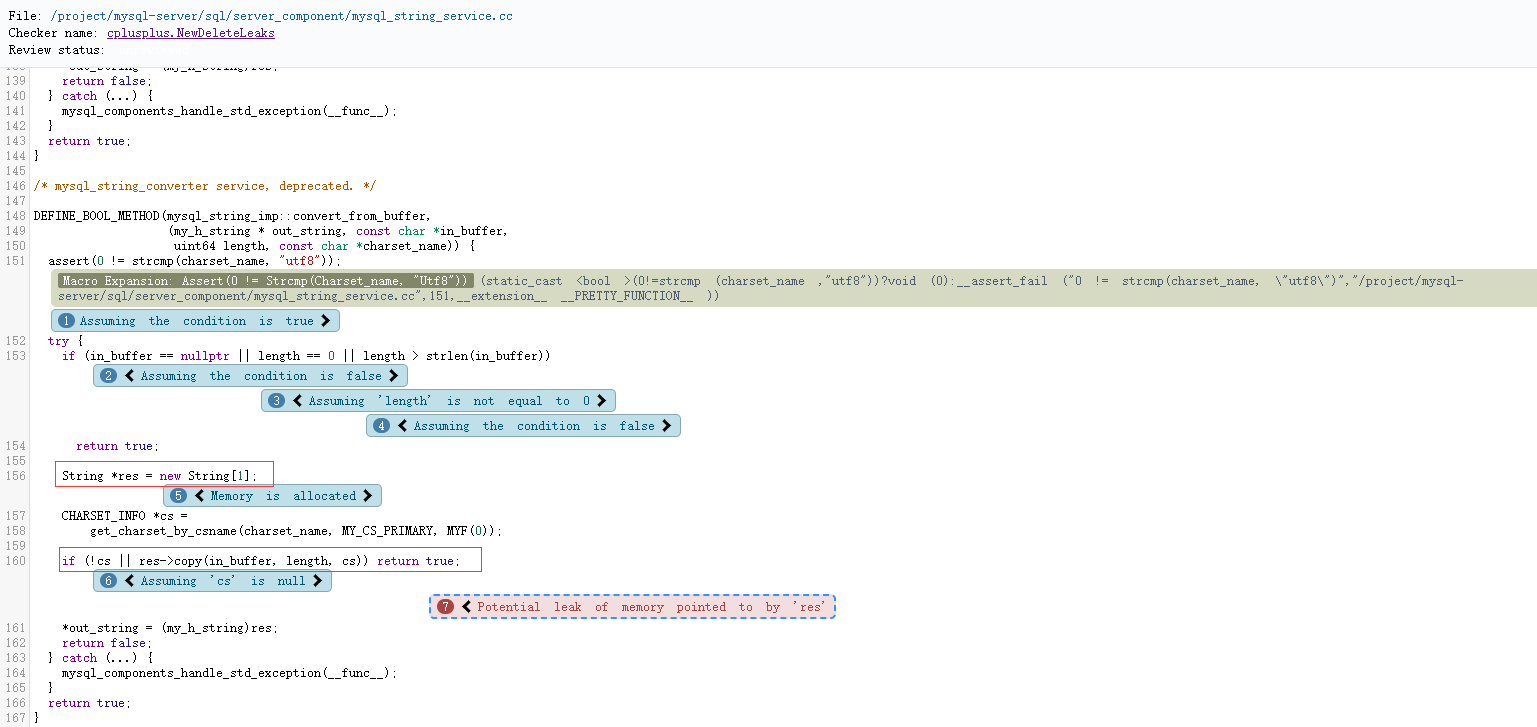 File: /project/mysql-server/sql/server_component/mysql_string_service.cc
Checker name: cplusplus.NewDeleteLeaks
Review status:
139 return false;
140 } catch (...) {
141 mysql_components_handle_std_exception(__func__);
142 }
143 return true;
144 }
145
146 /* mysql_string_converter service, deprecated. */
147
148 DEFINE_BOOL_METHOD(mysql_string_imp::convert_from_buffer,
149 (my_h_string * out_string, const char *in_buffer,
150 uint64 length, const char *charset_name)) {
151 assert(0 != strcmp(charset_name, "utf8"));
Macro Expansion: Assert(0 != Strcmp(Charset_name, "Utf8")) (static_cast <bool >(0!=strcmp (charset_name ,"utf8"))?void (0):__assert_fail ("0 != strcmp(charset_name, \"utf8\")","/project/mysql-
server/sql/server_component/mysql_string_service.cc",151,__extension__ __PRETTY_FUNCTION__ ))
1 Assuming the condition is true
152 try {
153 if (in_buffer == nullptr || length == 0 || length > strlen(in_buffer))
2 Assuming the condition is false
3 Assuming 'length' is not equal to 0
4 Assuming the condition is false
154 return true;
155
156 String *res = new String[1];
5 Memory is allocated
157 CHARSET_INFO *cs =
158 get_charset_by_csname(charset_name, MY_CS_PRIMARY, MYF(0));
159
160 if (!cs || res->copy(in_buffer, length, cs)) return true;
6 Assuming 'cs' is null
7 Potential leak of memory pointed to by 'res'
161 *out_string = (my_h_string)res;
162 return false;
163 } catch (...) {
164 mysql_components_handle_std_exception(__func__);
165 }
166 return true;
167 }